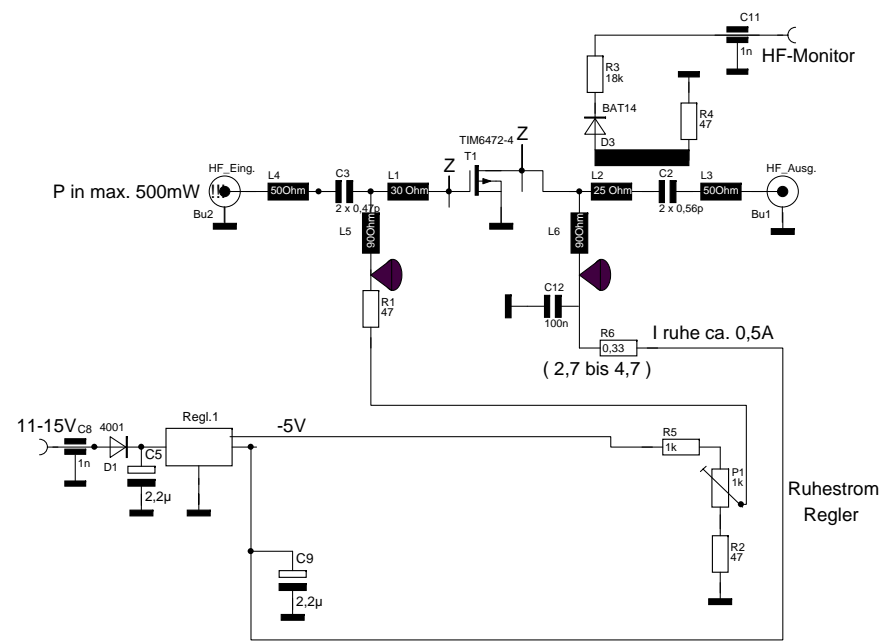 C11
1n
HF-Monitor
R3
18k
BAT14
D3
R4
47
TIM6472-4
T1
Z
Z
P in max. 500mW !!!
HF_Eing.
Bu2
L4
50Ohm
C3
2 x 0,47p
L1
30 Ohm
L2
25 Ohm
C2
2 x 0,56p
L3
50Ohm
HF_Ausg.
Bu1
L5
90Ohm
L6
90Ohm
R1
47
C12
100n
R6
0,33
I ruhe ca. 0,5A
( 2,7 bis 4,7 )
11-15V
C8
1n
4001
D1
C5
2,2µ
Regl.1
-5V
R5
1k
P1
1k
Ruhestrom
Regler
R2
47
C9
2,2µ